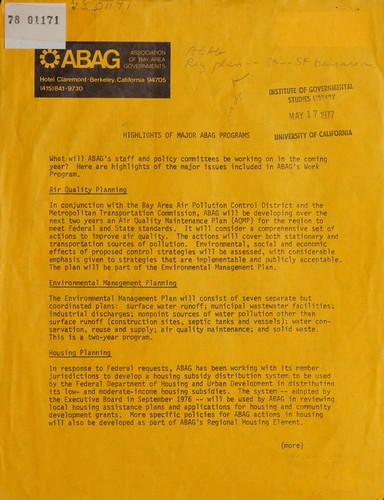 78 01171
78 01171
ABAG
ASSOCIATION
OF BAY AREA
GOVERNMENTS
Hotel Claremont·Berkeley, California 94705
(415) 841-9730
ABAG
INSTITUTE OF GOVERNMENTAL
STUDIES LIBRARY
MAY 17 1977
UNIVERSITY OF CALIFORNIA
HIGHLIGHTS OF MAJOR ABAG PROGRAMS
What will ABAG's staff and policy committees be working on in the coming
year? Here are highlights of the major issues included in ABAG's Work
Program.
Air Quality Planning
In conjunction with the Bay Area Air Pollution Control District and the
Metropolitan Transportation Commission, ABAG will be developing over the
next two years an Air Quality Maintenance Plan (AQMP) for the region to
meet Federal and State standards. It will consider a comprehensive set of
actions to improve air quality. The actions will cover both stationary and
transportation sources of pollution. Environmental, social and economic
effects of proposed control strategies will be assessed, with considerable
emphasis given to strategies that are implementable and publicly acceptable.
The plan will be part of the Environmental Management Plan.
Environmental Management Planning
The Environmental Management Plan will consist of seven separate but
coordinated plans: surface water runoff; municipal wastewater facilities;
industrial discharges; nonpoint sources of water pollution other than
surface runoff (construction sites, septic tanks and vessels); water con-
servation, reuse and supply; air quality maintenance; and solid waste.
This is a two-year program.
Housing Planning
In response to Federal requests, ABAG has been working with its member
jurisdictions to develop a housing subsidy distribution system to be used
by the Federal Department of Housing and Urban Development in distributing
its low- and moderate-income housing subsidies. The system -- adopted by
the Executive Board in September 1976 -- will be used by ABAG in reviewing
local housing assistance plans and applications for housing and community
development grants. More specific policies for ABAG actions in housing
will also be developed as part of ABAG's Regional Housing Element.
(more)